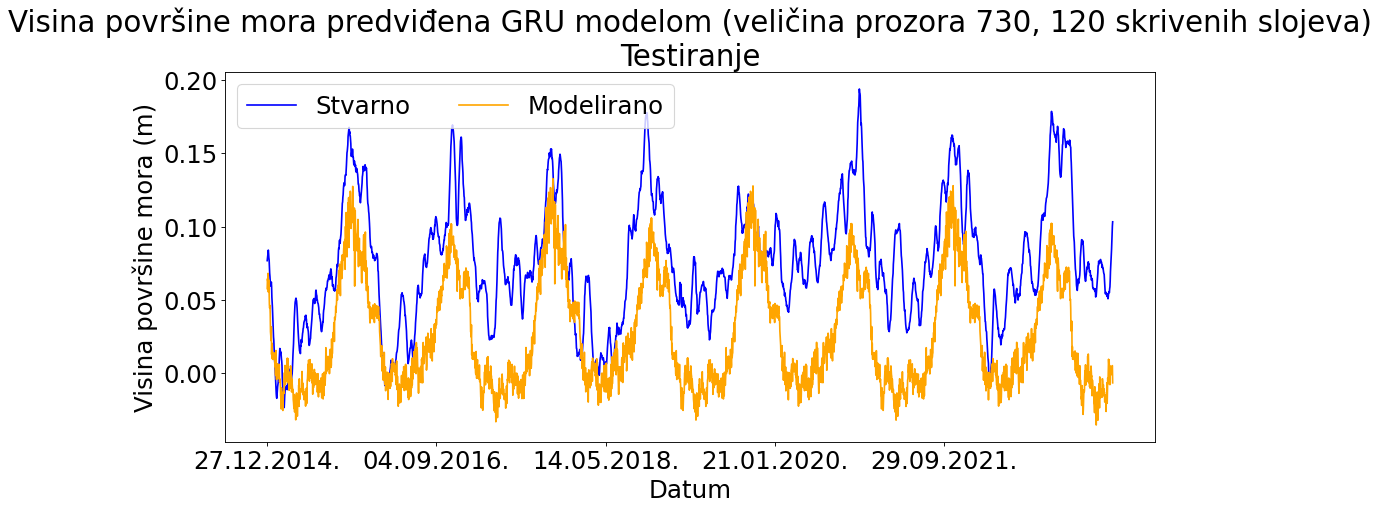 Visina površine mora predviđena GRU modelom (veličina prozora 730, 120 skrivenih slojeva)
Testiranje
Stvarno
Modelirano
Visina površine mora (m)
0.20
0.15
0.10
0.05
0.00
27.12.2014.
04.09.2016.
14.05.2018.
21.01.2020.
29.09.2021.
Datum